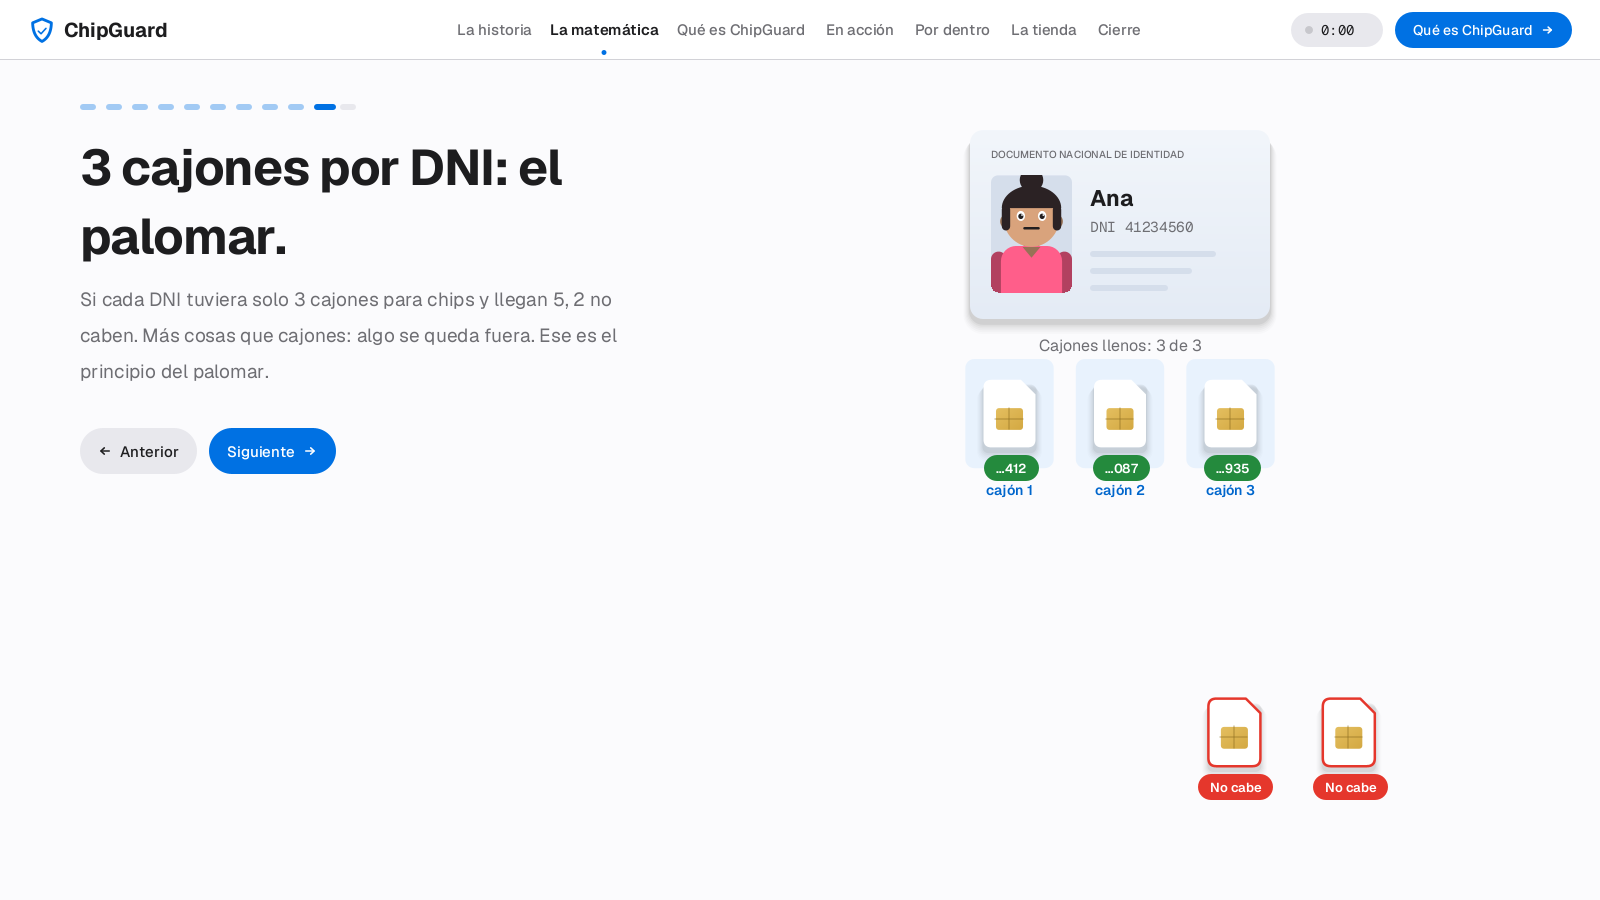 ChipGuard
La historia
La matemática
Qué es ChipGuard
En acción
Por dentro
La tienda
Cierre
0:00
Qué es ChipGuard →
3 cajones por DNI: el
palomar.
Si cada DNI tuviera solo 3 cajones para chips y llegan 5, 2 no
caben. Más cosas que cajones: algo se queda fuera. Ese es el
principio del palomar.
← Anterior
Siguiente →
DOCUMENTO NACIONAL DE IDENTIDAD
Ana
DNI 41234560
Cajones llenos: 3 de 3
...412
...087
...935
cajón 1
cajón 2
cajón 3
No cabe
No cabe